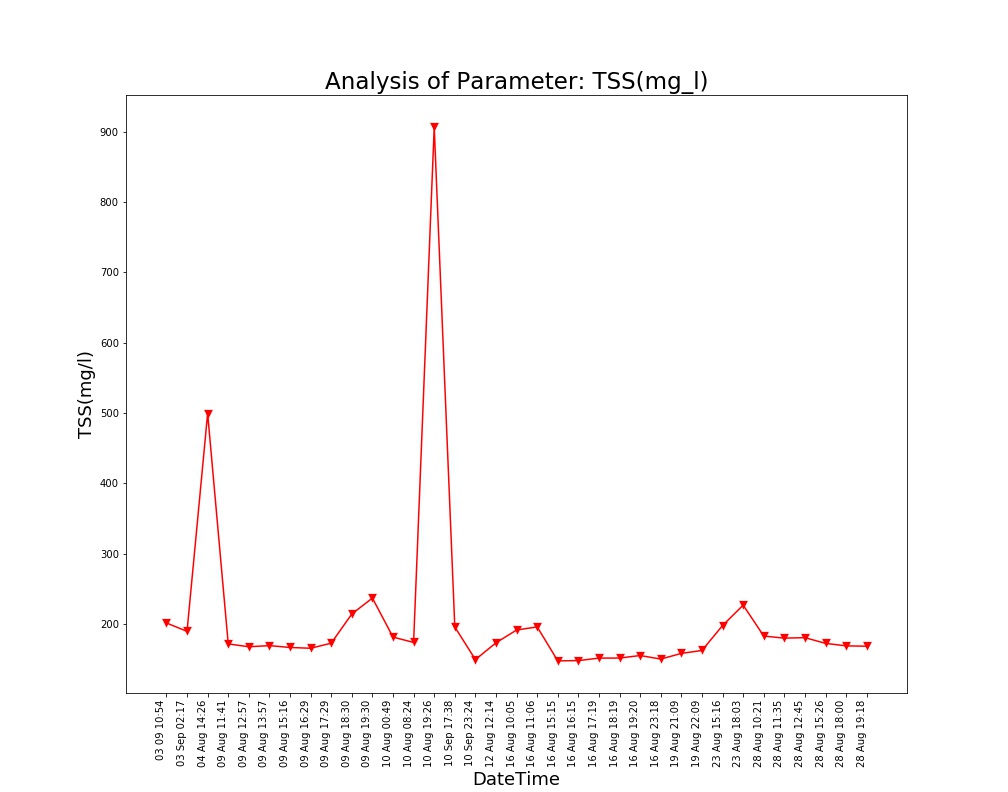 Analysis of Parameter: TSS(mg_l)
TSS(mg/l)
900
800
700
600
500
400
300
200
03 09 10:54
03 Sep 02:17
04 Aug 14:26
09 Aug 11:41
09 Aug 12:57
09 Aug 13:57
09 Aug 15:16
09 Aug 16:29
09 Aug 17:29
09 Aug 18:30
09 Aug 19:30
10 Aug 00:49
10 Aug 08:24
10 Aug 19:26
10 Sep 17:38
10 Sep 23:24
12 Aug 12:14
16 Aug 10:05
16 Aug 11:06
16 Aug 15:15
16 Aug 16:15
16 Aug 17:19
16 Aug 18:19
16 Aug 19:20
16 Aug 23:18
19 Aug 21:09
19 Aug 22:09
23 Aug 15:16
23 Aug 18:03
28 Aug 10:21
28 Aug 11:35
28 Aug 12:45
28 Aug 15:26
28 Aug 18:00
28 Aug 19:18
DateTime